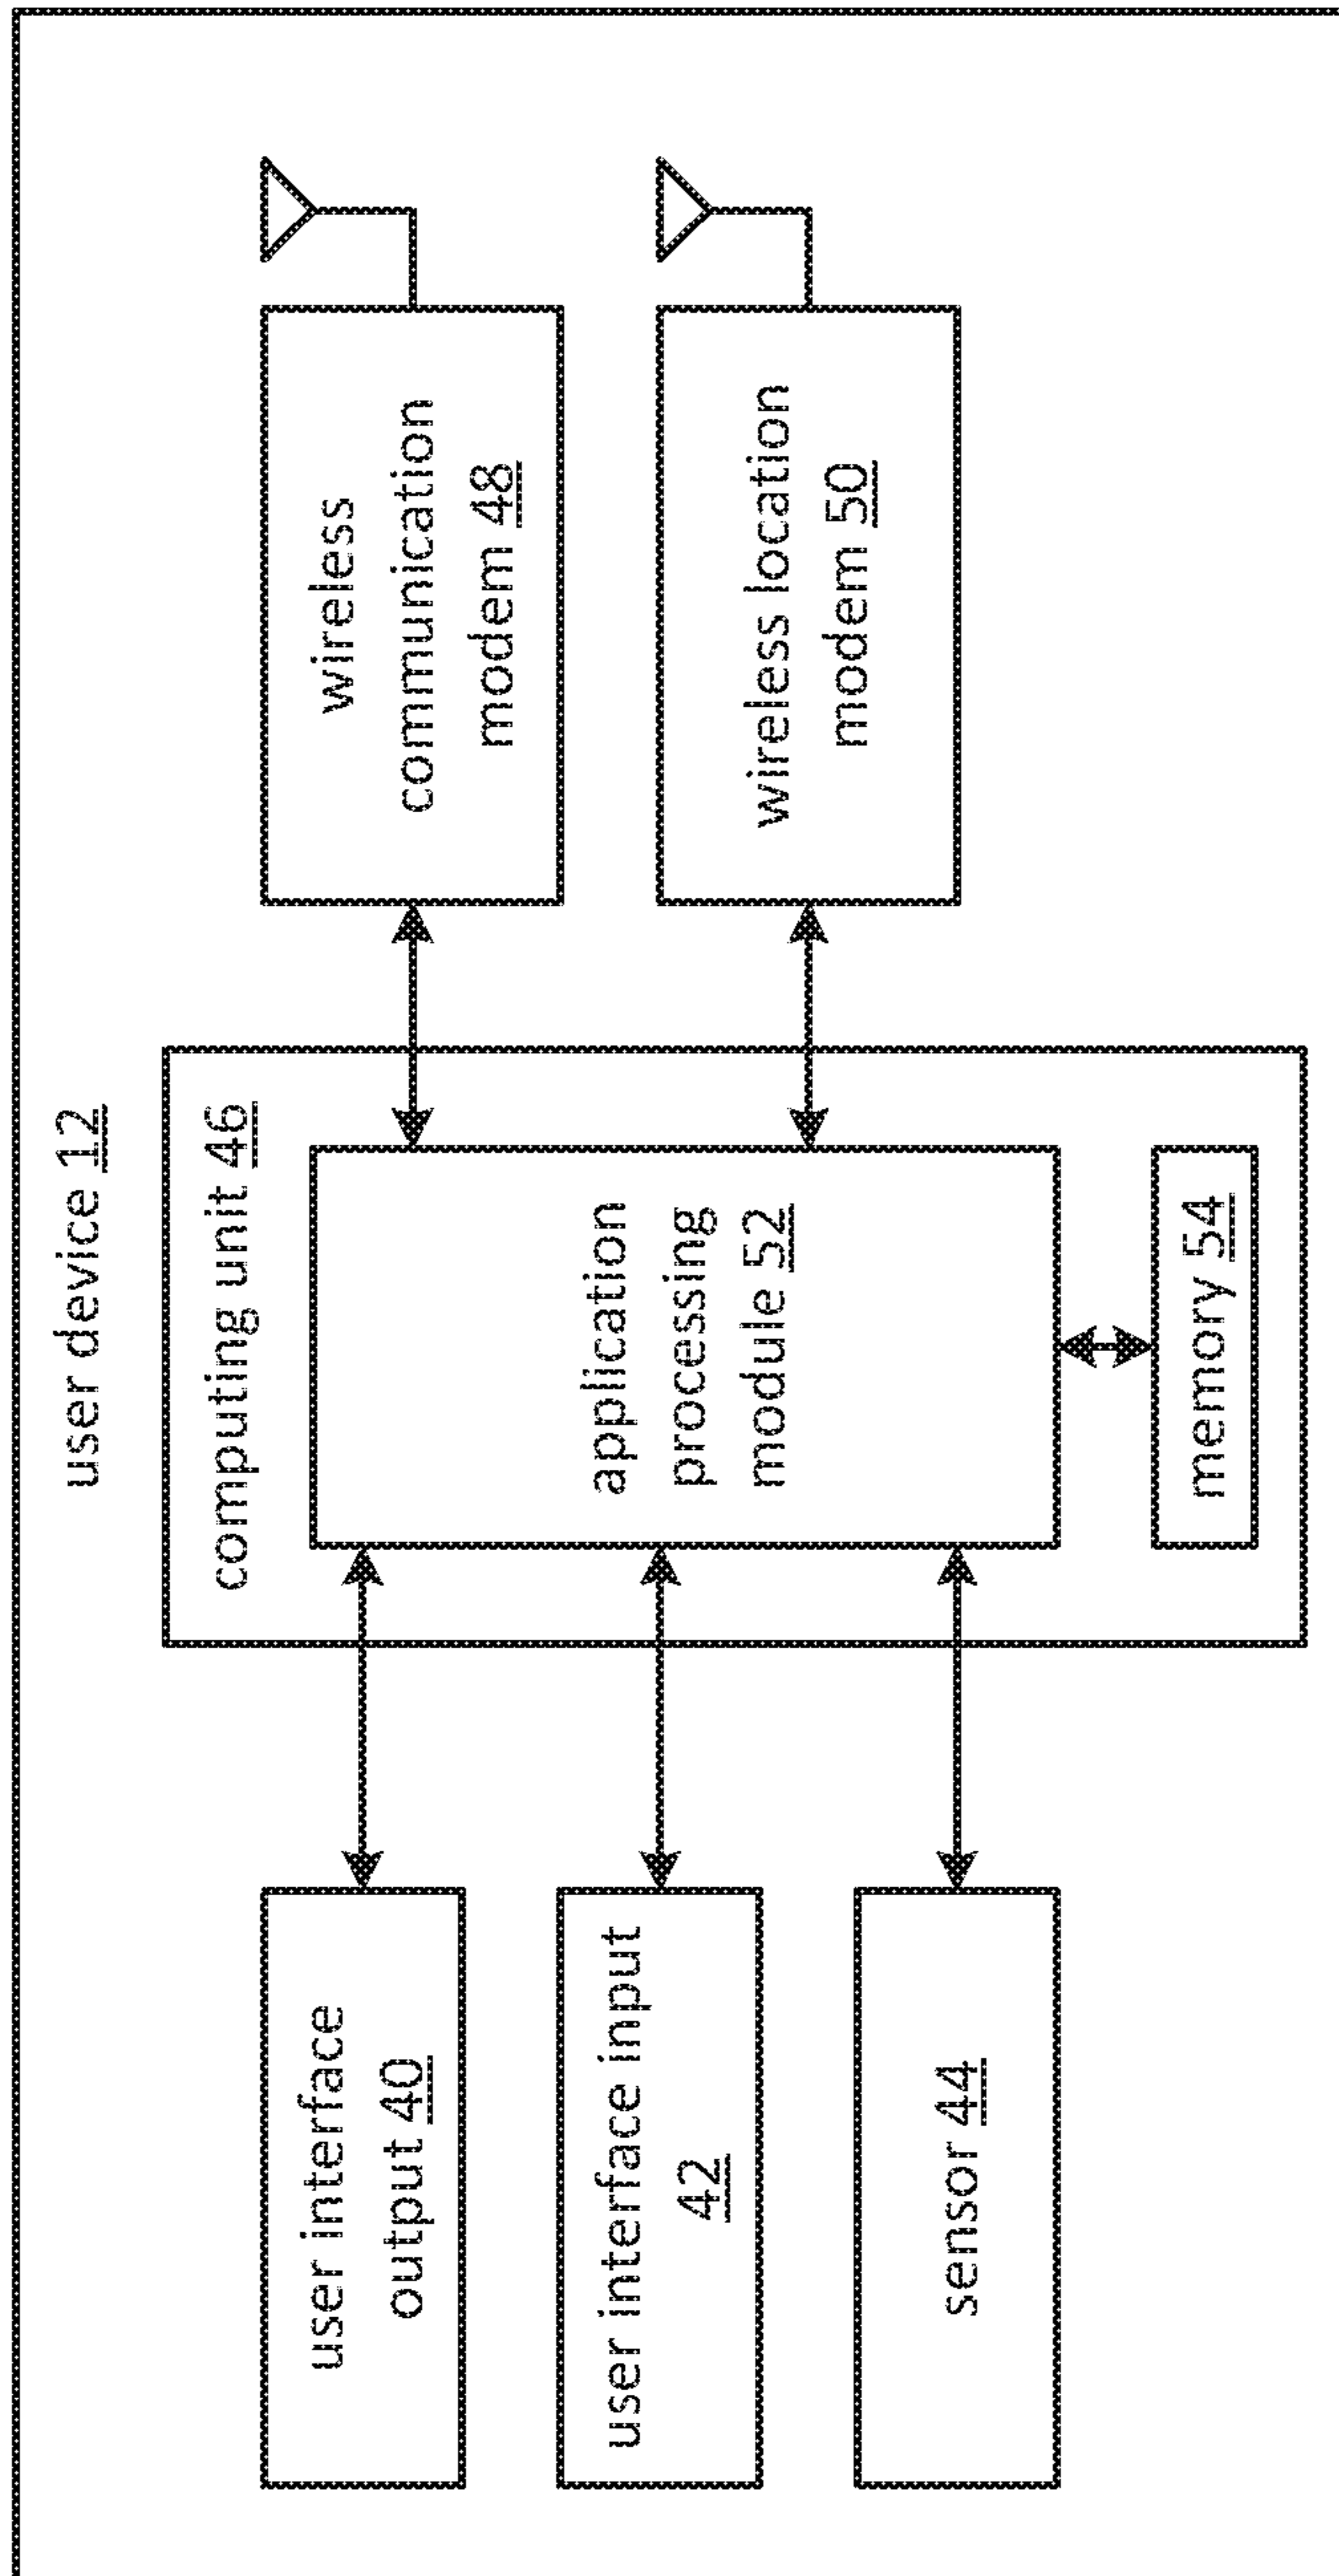 user device 12
computing unit 46
user interface
output 40
user interface input
42
sensor 44
application
processing
module 52
memory 54
wireless
communication
modem 48
wireless location
modem 50